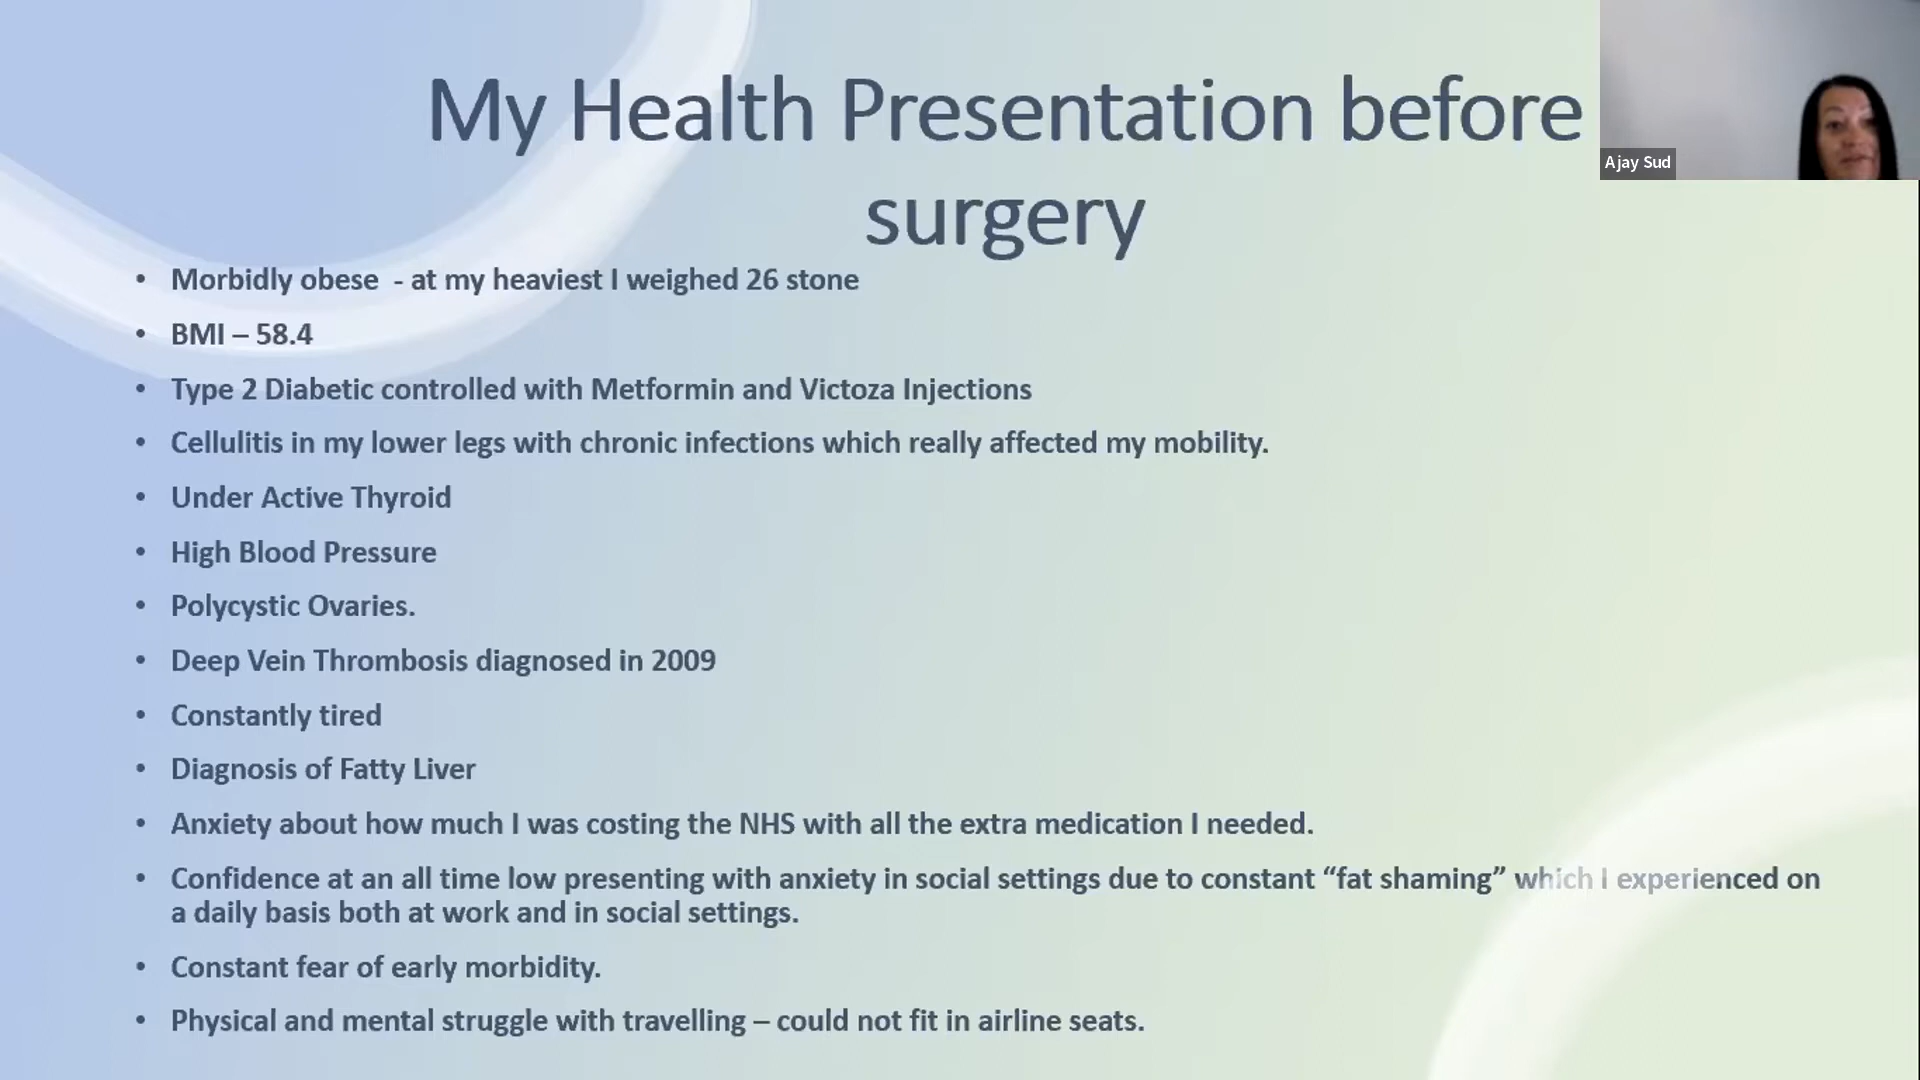 My Health Presentation before
surgery
Ajay Sud
• Morbidly obese  - at my heaviest I weighed 26 stone
• BMI – 58.4
• Type 2 Diabetic controlled with Metformin and Victoza Injections
• Cellulitis in my lower legs with chronic infections which really affected my mobility.
• Under Active Thyroid
• High Blood Pressure
• Polycystic Ovaries.
• Deep Vein Thrombosis diagnosed in 2009
• Constantly tired
• Diagnosis of Fatty Liver
• Anxiety about how much I was costing the NHS with all the extra medication I needed.
• Confidence at an all time low presenting with anxiety in social settings due to constant “fat shaming” which I experienced on
a daily basis both at work and in social settings.
• Constant fear of early morbidity.
• Physical and mental struggle with travelling – could not fit in airline seats.